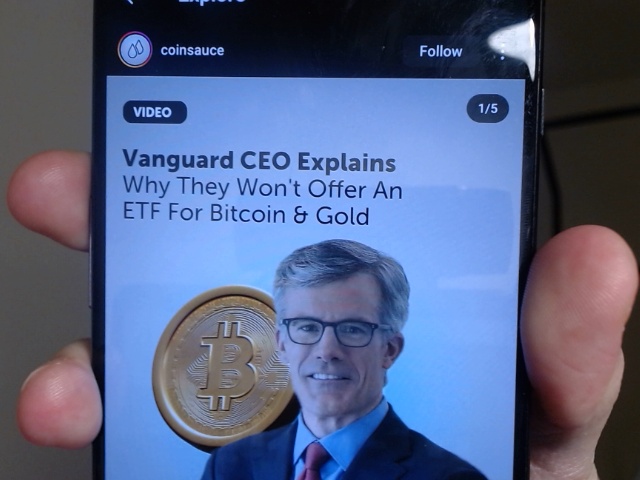 Explore
coinsauce
Follow
VIDEO
1/5
Vanguard CEO Explains
Why They Won't Offer An
ETF For Bitcoin & Gold